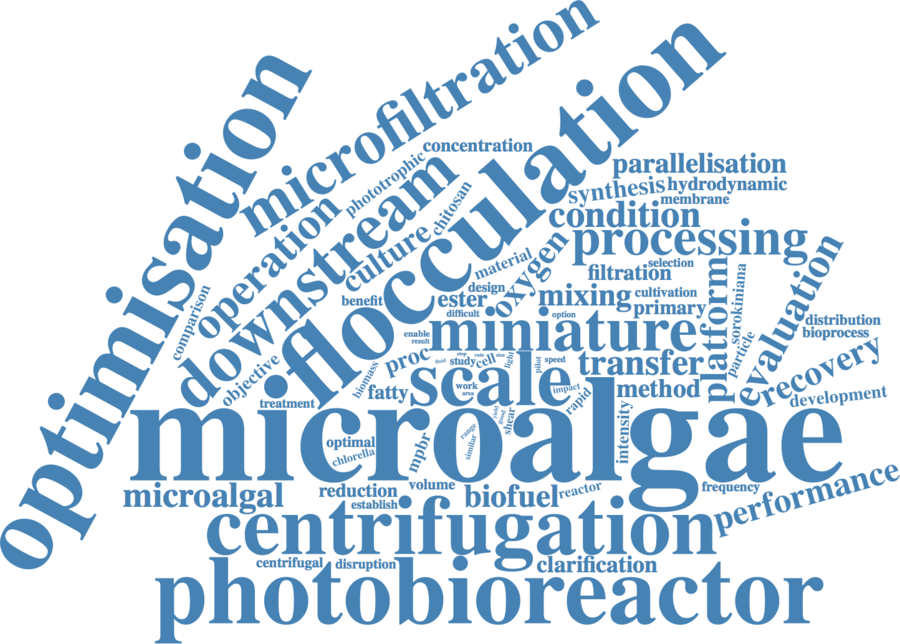 optimisation
microfiltration
flocculation
phototrophic
concentration
downstream
operation
culture
chitosan
parallelisation
synthesis
hydrodynamic
membrane
condition
processing
oxygen
material
selection
filtration
design
benefit
ester
difficult
mixing
cultivation
primary
option
platform
sorokiniana
particle
evaluation
distribution
bioprocess
comparison
objective
enable
result
miniature
proc
biomass
fluid
step
study
rate
cell
size
light
pilot
speed
transfer
recovery
fatty
scale
work
area
impact
rapid
method
development
treatment
microalgae
yield
broad
shear
range
similar
intensity
optimal
chlorella
mpbr
microalgal
reduction
volume
establish
biofuel
reactor
frequency
performance
centrifugation
centrifugal
disruption
clarification
photobioreactor